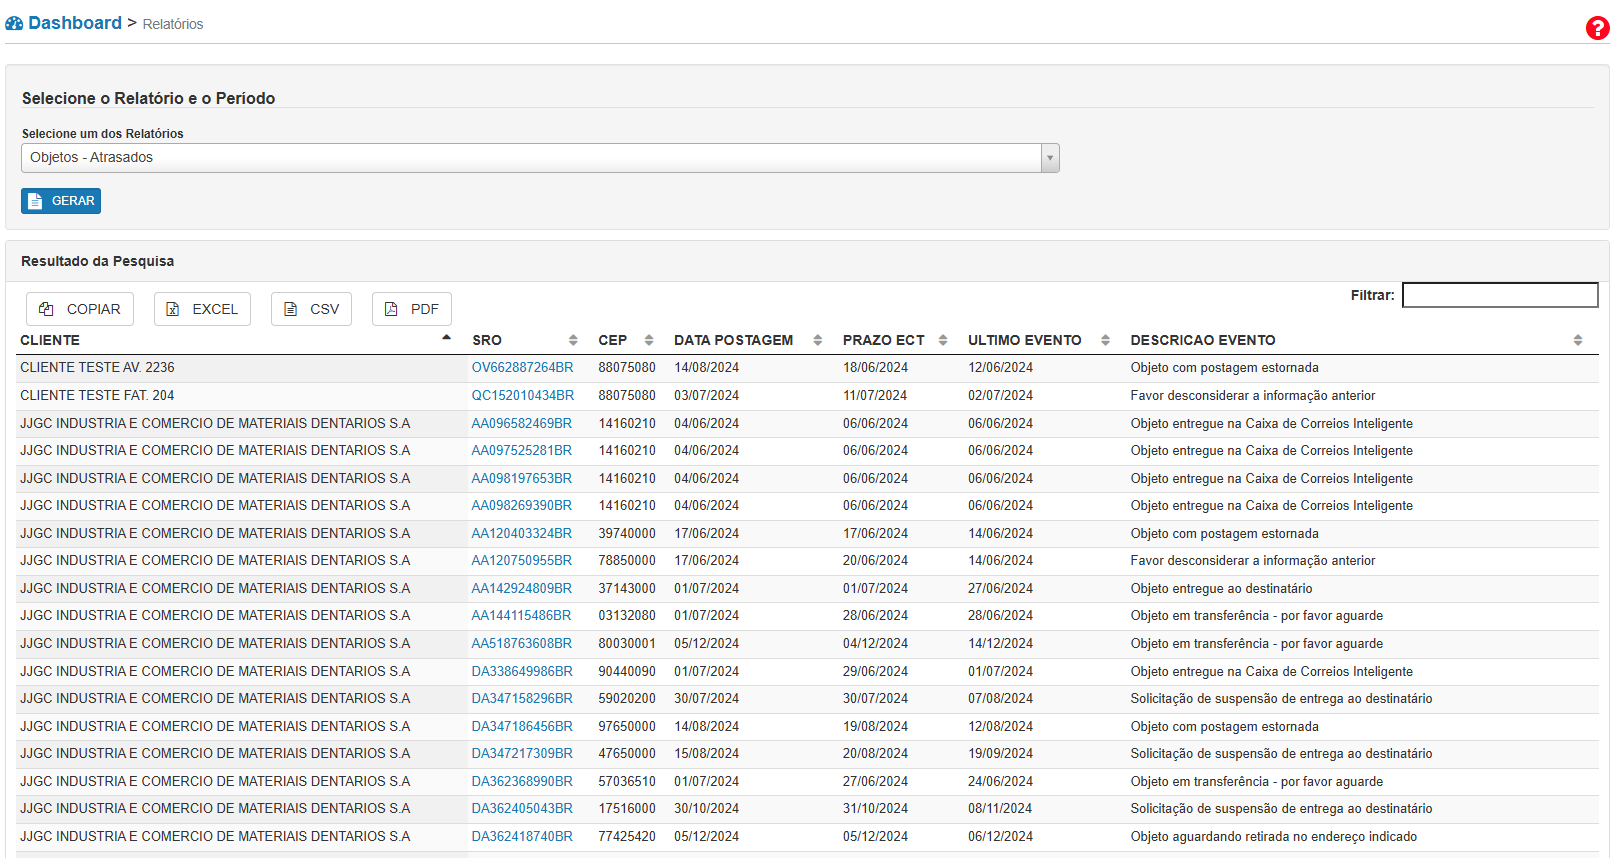 Dashboard > Relatórios
?
Selecione o Relatório e o Período
Selecione um dos Relatórios
Objetos - Atrasados
GERAR
Resultado da Pesquisa
COPIAR EXCEL CSV PDF Filtrar:
CLIENTE SRO CEP DATA POSTAGEM PRAZO ECT ULTIMO EVENTO DESCRICAO EVENTO
CLIENTE TESTE AV. 2236 OV662887264BR 88075080 14/08/2024 18/06/2024 12/06/2024 Objeto com postagem estornada
CLIENTE TESTE FAT. 204 QC152010434BR 88075080 03/07/2024 11/07/2024 02/07/2024 Favor desconsiderar a informação anterior
JJGC INDUSTRIA E COMERCIO DE MATERIAIS DENTARIOS S.A AA096582469BR 14160210 04/06/2024 06/06/2024 06/06/2024 Objeto entregue na Caixa de Correios Inteligente
JJGC INDUSTRIA E COMERCIO DE MATERIAIS DENTARIOS S.A AA097525281BR 14160210 04/06/2024 06/06/2024 06/06/2024 Objeto entregue na Caixa de Correios Inteligente
JJGC INDUSTRIA E COMERCIO DE MATERIAIS DENTARIOS S.A AA098197653BR 14160210 04/06/2024 06/06/2024 06/06/2024 Objeto entregue na Caixa de Correios Inteligente
JJGC INDUSTRIA E COMERCIO DE MATERIAIS DENTARIOS S.A AA098269390BR 14160210 04/06/2024 06/06/2024 06/06/2024 Objeto entregue na Caixa de Correios Inteligente
JJGC INDUSTRIA E COMERCIO DE MATERIAIS DENTARIOS S.A AA120403324BR 39740000 17/06/2024 17/06/2024 14/06/2024 Objeto com postagem estornada
JJGC INDUSTRIA E COMERCIO DE MATERIAIS DENTARIOS S.A AA120750955BR 78850000 17/06/2024 20/06/2024 14/06/2024 Favor desconsiderar a informação anterior
JJGC INDUSTRIA E COMERCIO DE MATERIAIS DENTARIOS S.A AA142924809BR 37143000 01/07/2024 01/07/2024 27/06/2024 Objeto entregue ao destinatário
JJGC INDUSTRIA E COMERCIO DE MATERIAIS DENTARIOS S.A AA144115486BR 03132080 01/07/2024 28/06/2024 28/06/2024 Objeto em transferência - por favor aguarde
JJGC INDUSTRIA E COMERCIO DE MATERIAIS DENTARIOS S.A AA518763608BR 80030001 05/12/2024 04/12/2024 14/12/2024 Objeto em transferência - por favor aguarde
JJGC INDUSTRIA E COMERCIO DE MATERIAIS DENTARIOS S.A DA338649986BR 90440090 01/07/2024 29/06/2024 01/07/2024 Objeto entregue na Caixa de Correios Inteligente
JJGC INDUSTRIA E COMERCIO DE MATERIAIS DENTARIOS S.A DA347158296BR 59020200 30/07/2024 30/07/2024 07/08/2024 Solicitação de suspensão de entrega ao destinatário
JJGC INDUSTRIA E COMERCIO DE MATERIAIS DENTARIOS S.A DA347186456BR 97650000 14/08/2024 19/08/2024 12/08/2024 Objeto com postagem estornada
JJGC INDUSTRIA E COMERCIO DE MATERIAIS DENTARIOS S.A DA347217309BR 47650000 15/08/2024 20/08/2024 19/09/2024 Solicitação de suspensão de entrega ao destinatário
JJGC INDUSTRIA E COMERCIO DE MATERIAIS DENTARIOS S.A DA362368990BR 57036510 01/07/2024 27/06/2024 24/06/2024 Objeto em transferência - por favor aguarde
JJGC INDUSTRIA E COMERCIO DE MATERIAIS DENTARIOS S.A DA362405043BR 17516000 30/10/2024 31/10/2024 08/11/2024 Solicitação de suspensão de entrega ao destinatário
JJGC INDUSTRIA E COMERCIO DE MATERIAIS DENTARIOS S.A DA362418740BR 77425420 05/12/2024 05/12/2024 06/12/2024 Objeto aguardando retirada no endereço indicado